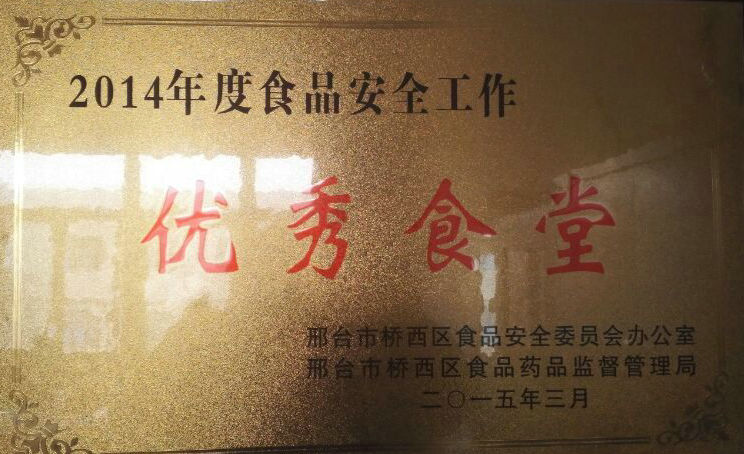 2014年度食品安全工作
优秀食堂
邢台市桥西区食品安全委员会办公室
邢台市桥西区食品药品监督管理局
二〇一五年三月